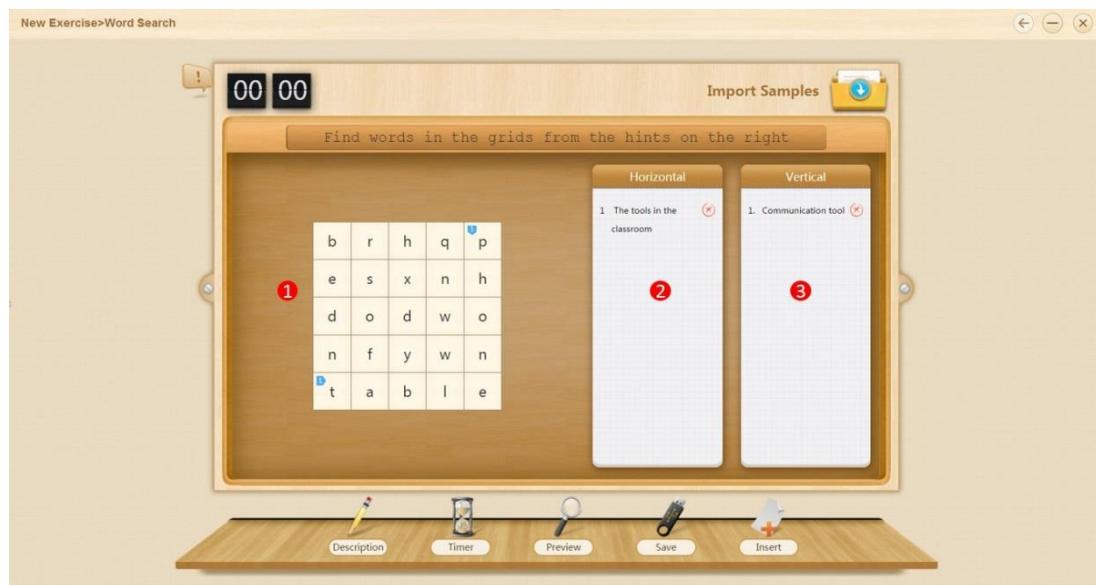 New Exercise>Word Search
00 00
Import Samples
Find words in the grids from the hints on the right
Horizontal
Vertical
1 The tools in the
classroom
1. Communication tool
b r h q p
e s x n h
d o d w o
n f y w n
t a b l e
1
1
1
2
3
Description
Timer
Preview
Save
Insert